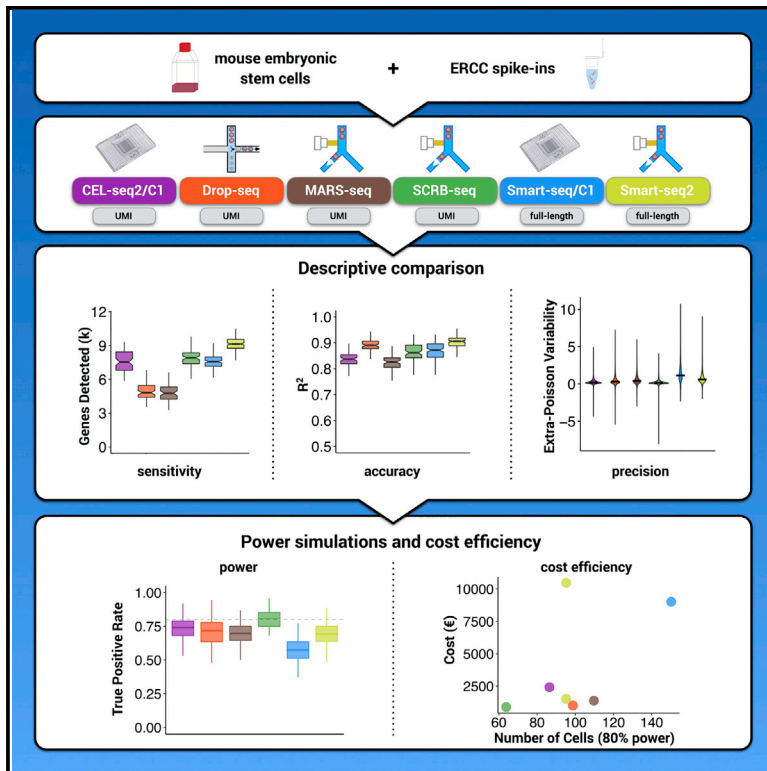 mouse embryonic
stem cells
+
ERCC spike-ins
CEL-seq2/C1
Drop-seq
MARS-seq
SCRB-seq
Smart-seq/C1
Smart-seq2
UMI
UMI
UMI
UMI
full-length
full-length
Descriptive comparison
Genes Detected (k)
12
9
6
3
0
sensitivity
R²
1.0
0.9
0.8
0.7
0.6
0.5
accuracy
Extra-Poisson Variability
10
5
0
−5
precision
Power simulations and cost efficiency
power
True Positive Rate
1.00
0.75
0.50
0.25
0.00
cost efficiency
Cost (€)
10000
7500
5000
2500
60
80
100
120
140
Number of Cells (80% power)